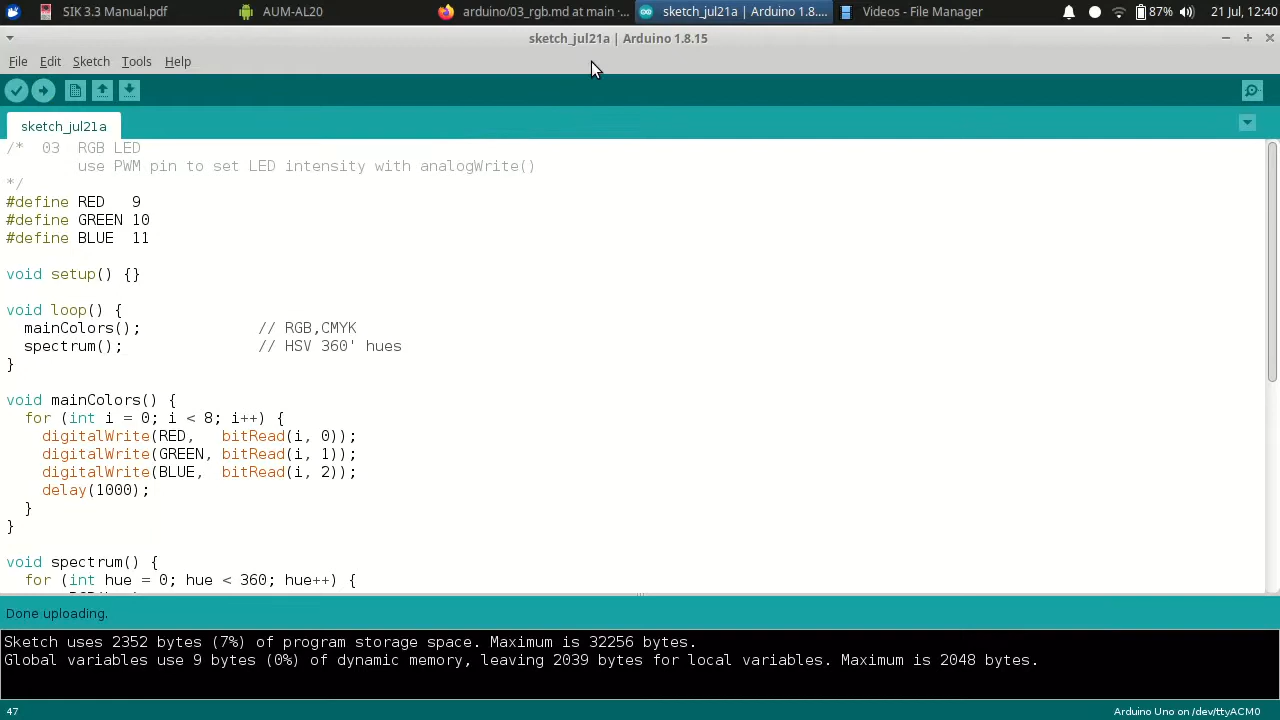 SIK 3.3 Manual.pdf AUM-AL20 arduino/03_rgb.md at main ·... sketch_jul21a | Arduino 1.8.... Videos - File Manager 87% 21 Jul, 12:40
sketch_jul21a | Arduino 1.8.15
File Edit Sketch Tools Help
sketch_jul21a
/*  03  RGB LED
        use PWM pin to set LED intensity with analogWrite()
*/
#define RED   9
#define GREEN 10
#define BLUE  11
void setup() {}
void loop() {
  mainColors();             // RGB,CMYK
  spectrum();               // HSV 360' hues
}
void mainColors() {
  for (int i = 0; i < 8; i++) {
    digitalWrite(RED,   bitRead(i, 0));
    digitalWrite(GREEN, bitRead(i, 1));
    digitalWrite(BLUE,  bitRead(i, 2));
    delay(1000);
  }
}
void spectrum() {
  for (int hue = 0; hue < 360; hue++) {
Done uploading.
Sketch uses 2352 bytes (7%) of program storage space. Maximum is 32256 bytes.
Global variables use 9 bytes (0%) of dynamic memory, leaving 2039 bytes for local variables. Maximum is 2048 bytes.
47 Arduino Uno on /dev/ttyACM0